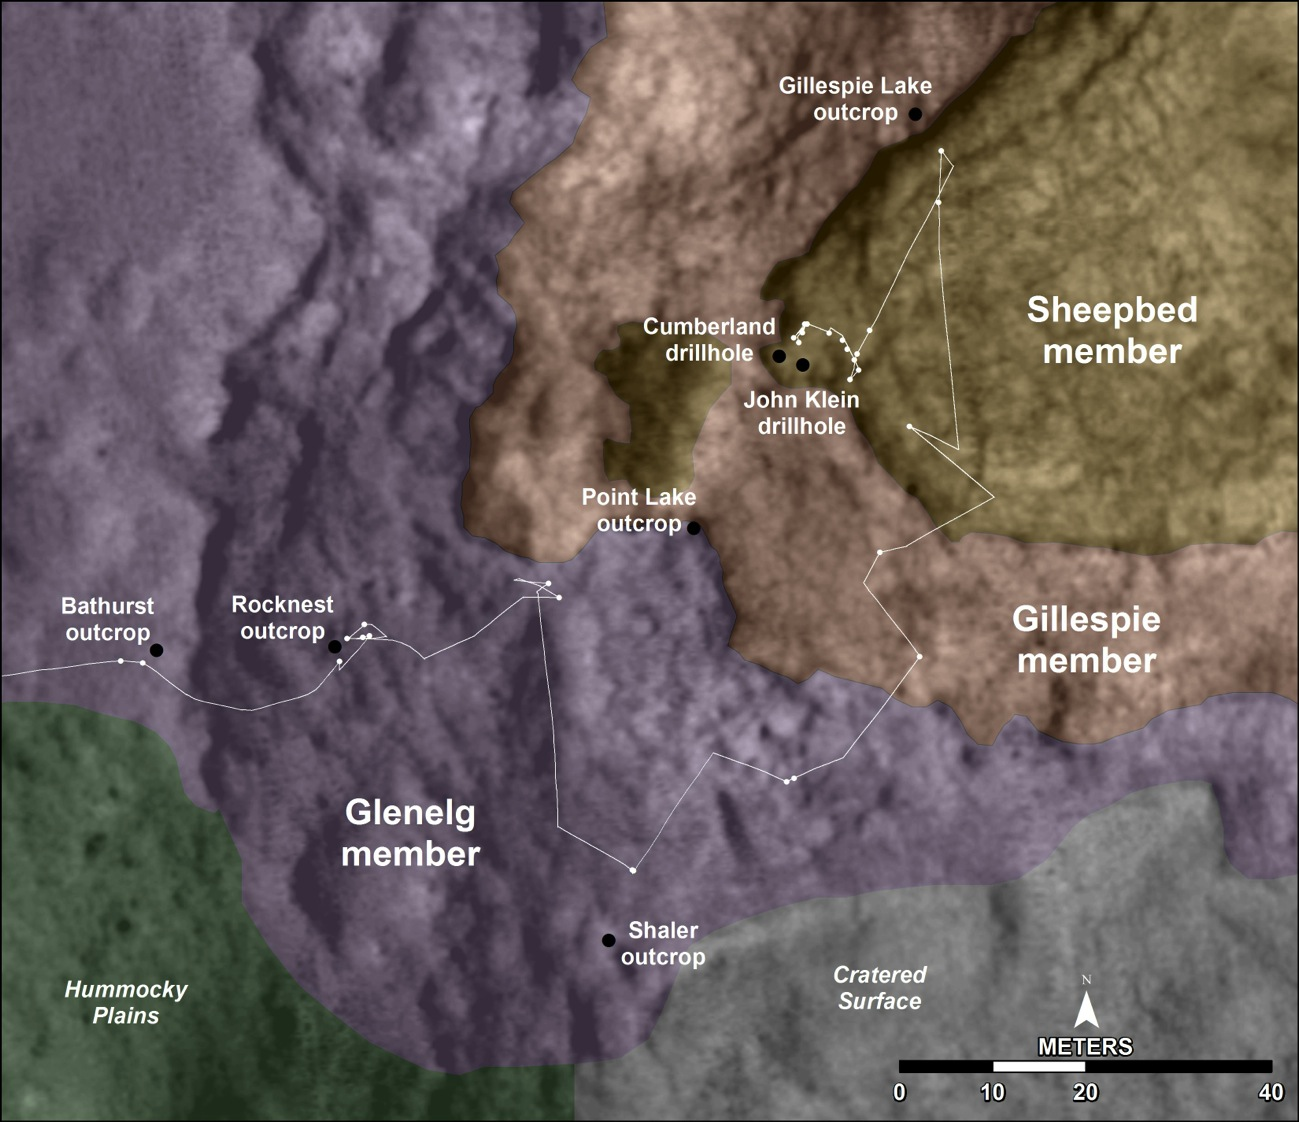 Gillespie Lake
outcrop
Sheepbed
member
Cumberland
drillhole
John Klein
drillhole
Point Lake
outcrop
Bathurst
outcrop
Rocknest
outcrop
Gillespie
member
Glenelg
member
Shaler
outcrop
Hummocky
Plains
Cratered
Surface
N
METERS
0 10 20 40